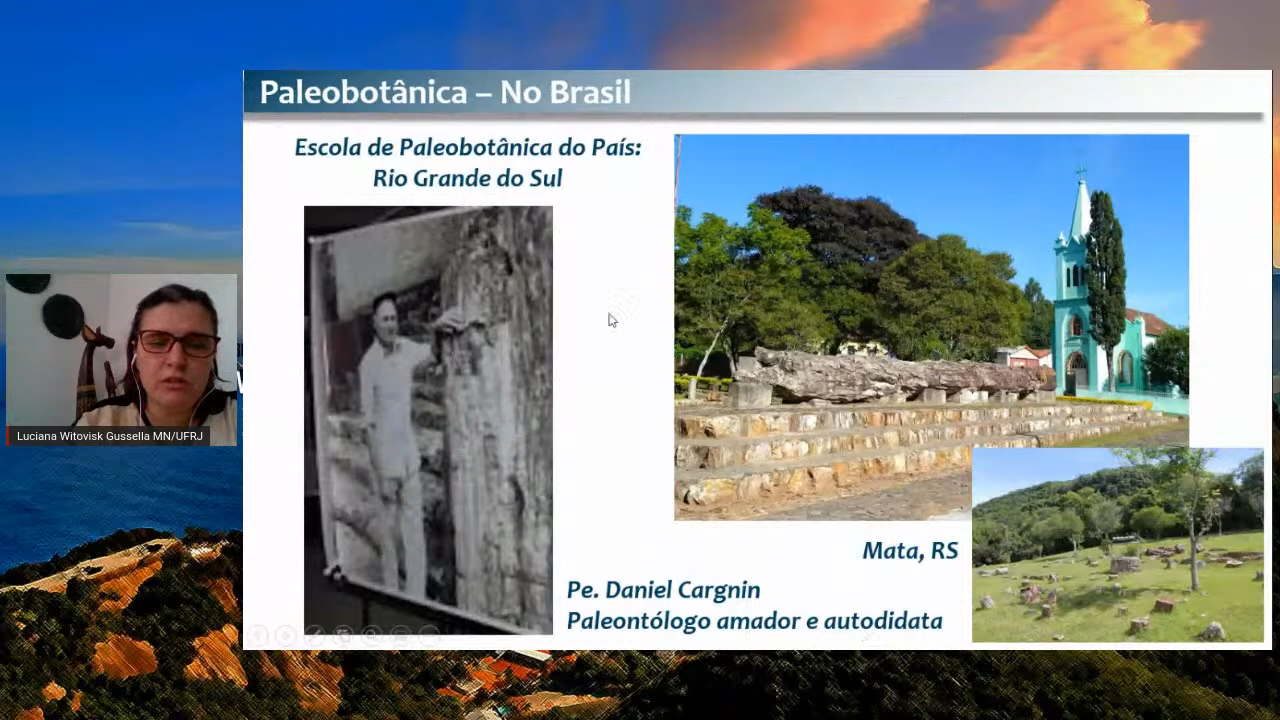 Paleobotânica – No Brasil
Escola de Paleobotânica do País:
Rio Grande do Sul
Luciana Witovisk Gussella MN/UFRJ
Mata, RS
Pe. Daniel Cargnin
Paleontólogo amador e autodidata